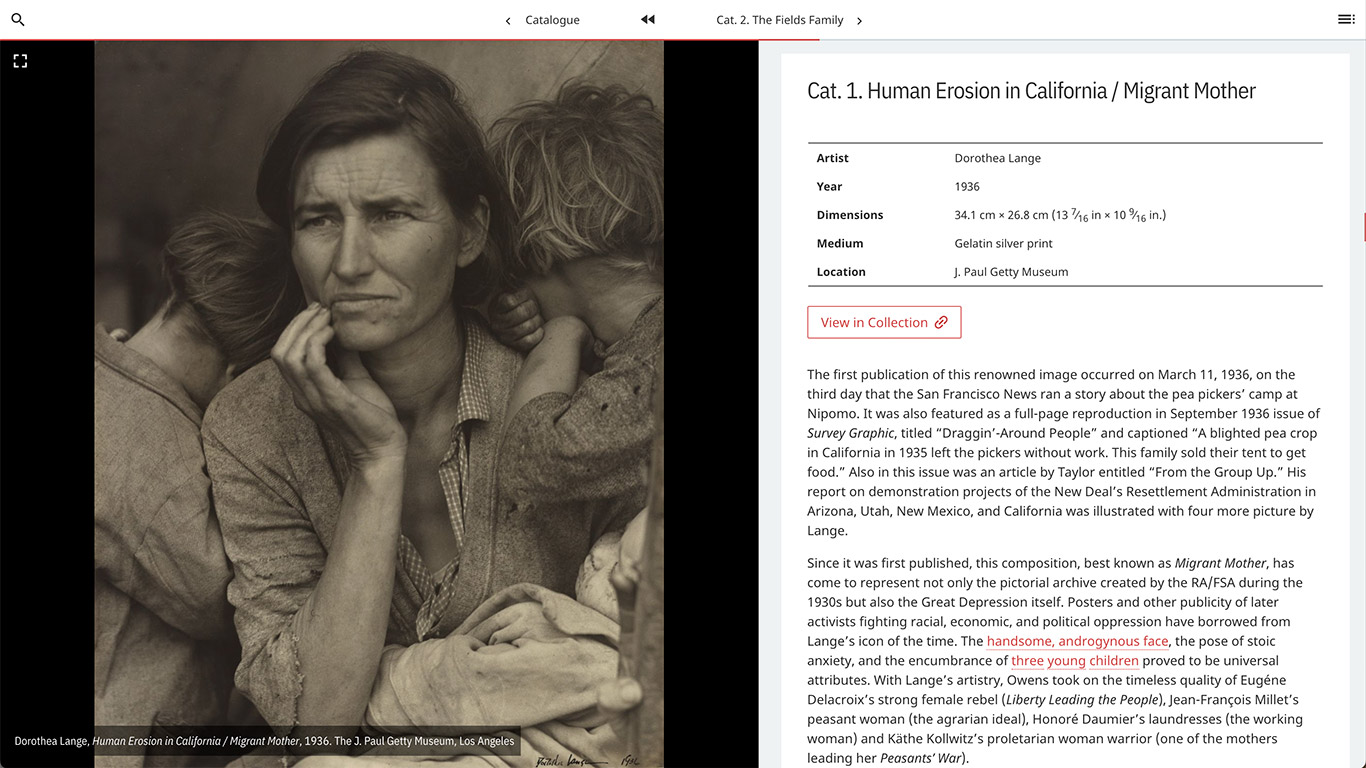 Catalogue
Cat. 2. The Fields Family
Cat. 1. Human Erosion in California / Migrant Mother
Artist Dorothea Lange
Year 1936
Dimensions 34.1 cm × 26.8 cm (13 7/16 in × 10 9/16 in.)
Medium Gelatin silver print
Location J. Paul Getty Museum
View in Collection
The first publication of this renowned image occurred on March 11, 1936, on the
third day that the San Francisco News ran a story about the pea pickers’ camp at
Nipomo. It was also featured as a full-page reproduction in September 1936 issue of
Survey Graphic, titled “Draggin’-Around People” and captioned “A blighted pea crop
in California in 1935 left the pickers without work. This family sold their tent to get
food.” Also in this issue was an article by Taylor entitled “From the Group Up.” His
report on demonstration projects of the New Deal’s Resettlement Administration in
Arizona, Utah, New Mexico, and California was illustrated with four more picture by
Lange.
Since it was first published, this composition, best known as Migrant Mother, has
come to represent not only the pictorial archive created by the RA/FSA during the
1930s but also the Great Depression itself. Posters and other publicity of later
activists fighting racial, economic, and political oppression have borrowed from
Lange’s icon of the time. The handsome, androgynous face, the pose of stoic
anxiety, and the encumbrance of three young children proved to be universal
attributes. With Lange’s artistry, Owens took on the timeless quality of Eugéne
Delacroix’s strong female rebel (Liberty Leading the People), Jean-François Millet’s
peasant woman (the agrarian ideal), Honoré Daumier’s laundresses (the working
woman) and Käthe Kollwitz’s proletarian woman warrior (one of the mothers
leading her Peasants’ War).
Dorothea Lange, Human Erosion in California / Migrant Mother, 1936. The J. Paul Getty Museum, Los Angeles